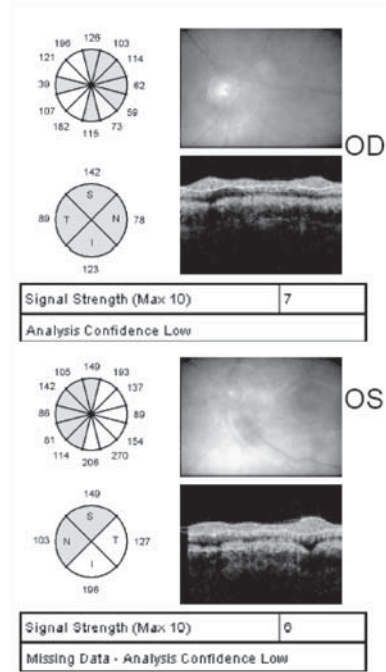 126
196 103
121 114
39 62
107 59
182 73
115
OD
142
S
89 T N 78
I
123
Signal Strength (Max 10) 7
Analysis Confidence Low
149
105 193
142 137
86 89
81 154
114 270
206
OS
149
S
103 N T 127
I
196
Signal Strength (Max 10) 6
Missing Data - Analysis Confidence Low